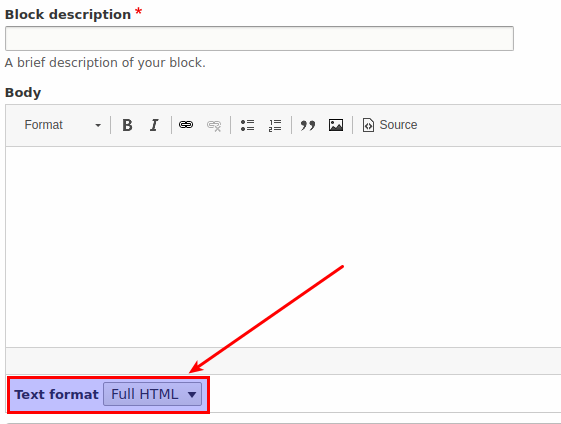 Block description *
A brief description of your block.
Body
Format B I Source
Text format Full HTML